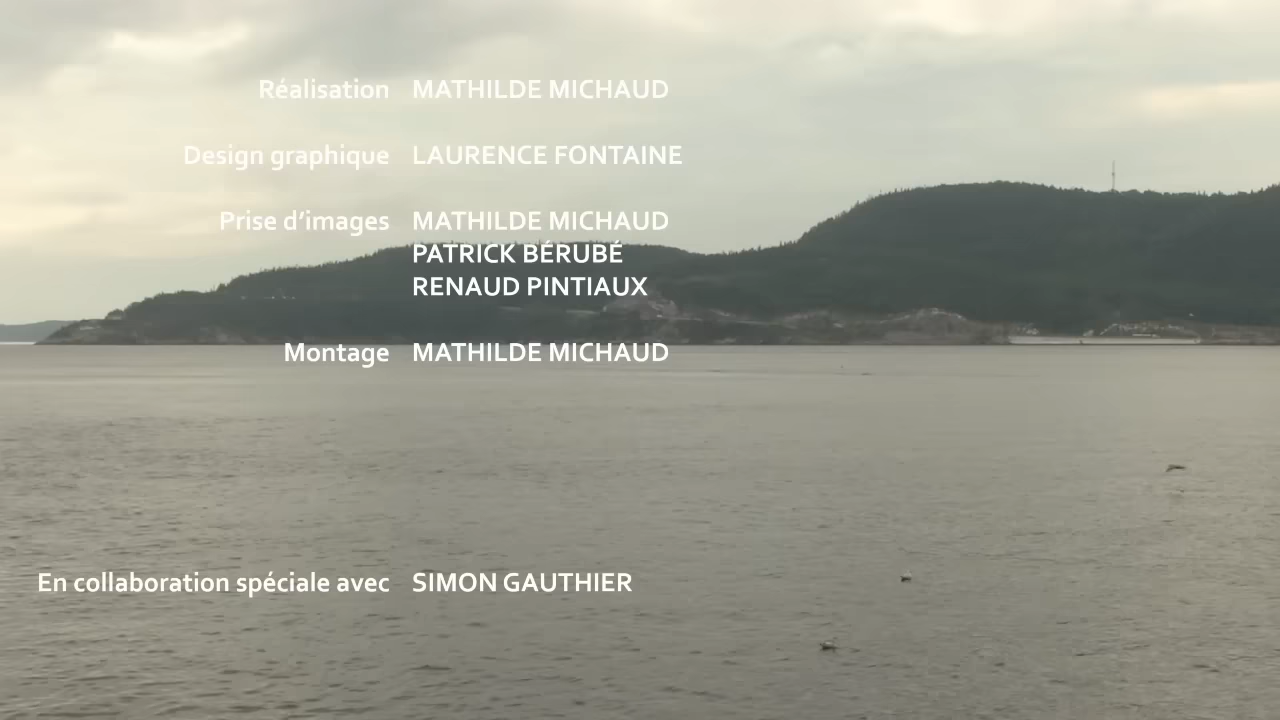 Réalisation MATHILDE MICHAUD
Design graphique LAURENCE FONTAINE
Prise d’images MATHILDE MICHAUD
PATRICK BÉRUBÉ
RENAUD PINTIAUX
Montage MATHILDE MICHAUD
En collaboration spéciale avec SIMON GAUTHIER